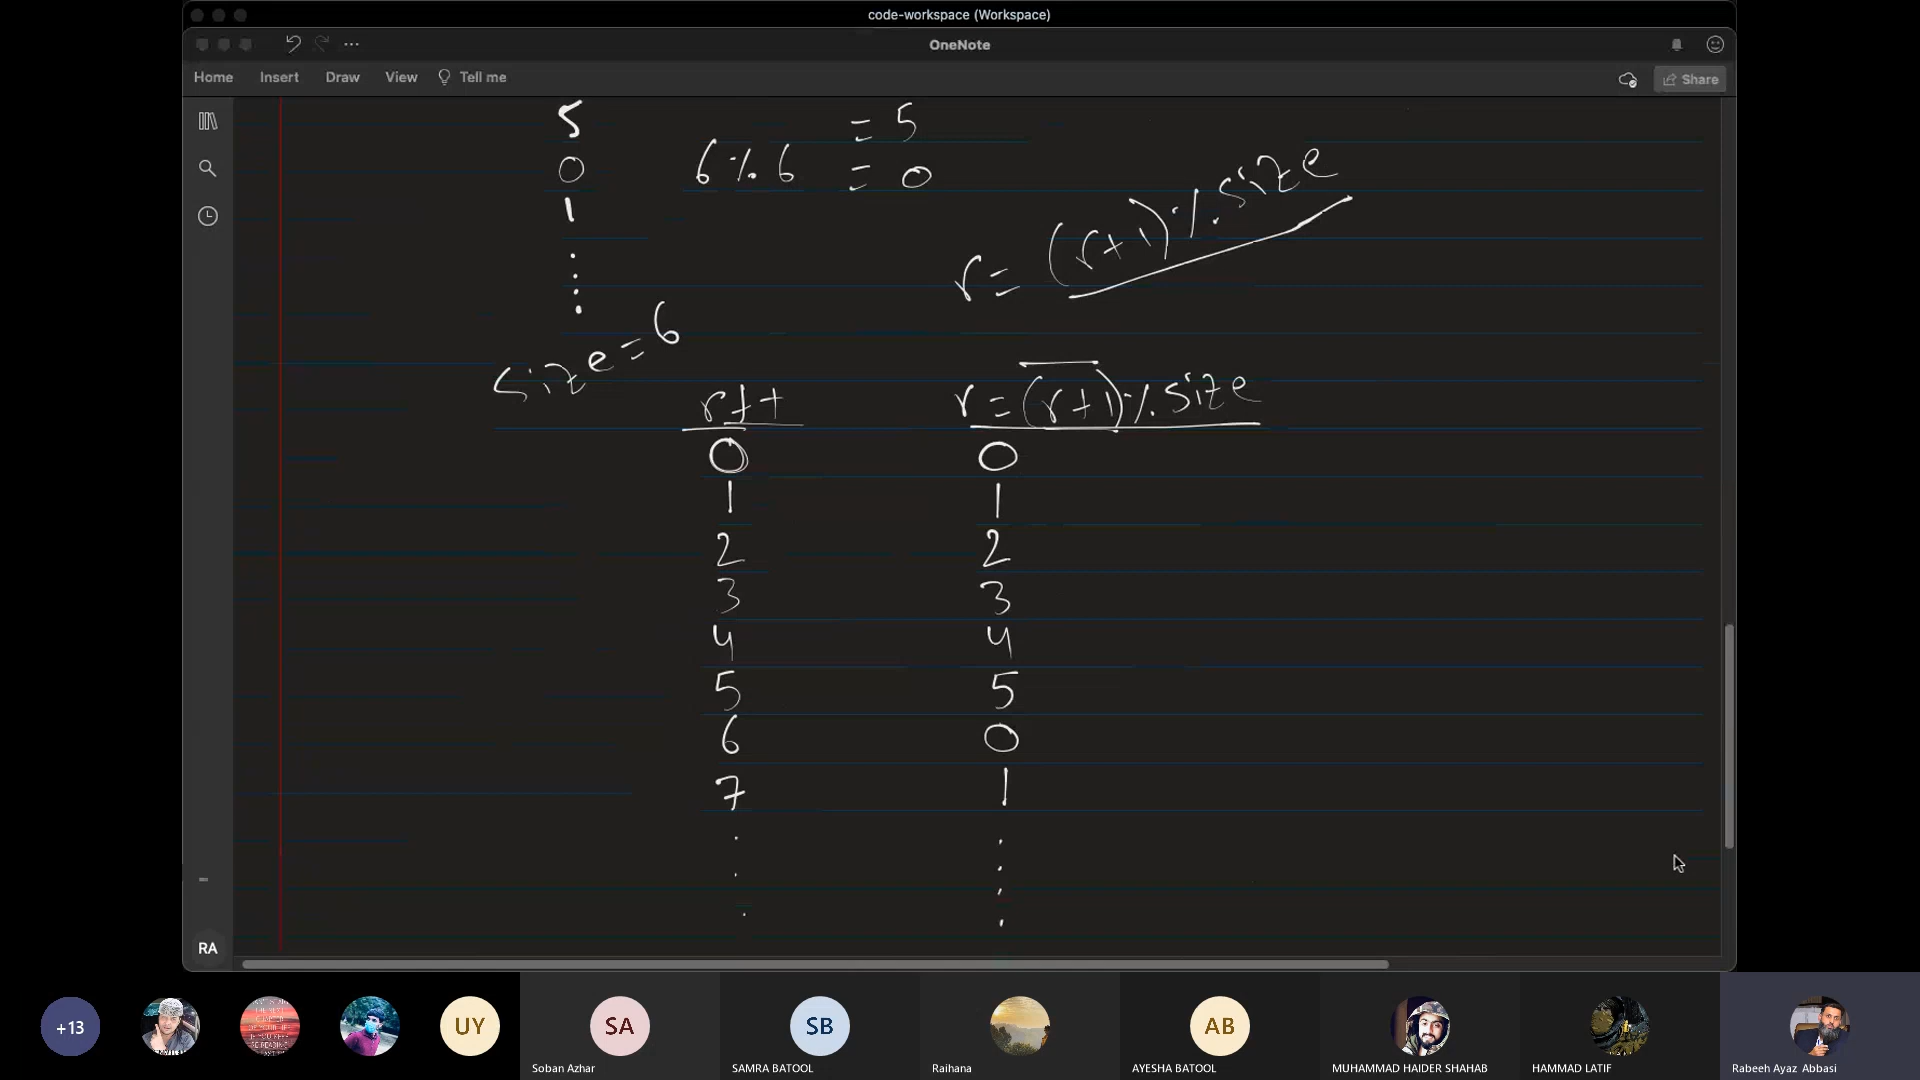 code-workspace (Workspace)
OneNote
Home Insert Draw View Tell me
Share
5 = 5
0 6 % 6 = 0
1
r = (r+1) % size
size = 6
r++ r = (r+1) % size
0 0
1 1
2 2
3 3
4 4
5 5
6 0
7 1
RA
+13 UY SA SB AB
Soban Azhar SAMRA BATOOL Raihana AYESHA BATOOL MUHAMMAD HAIDER SHAHAB HAMMAD LATIF Rabeeh Ayaz Abbasi